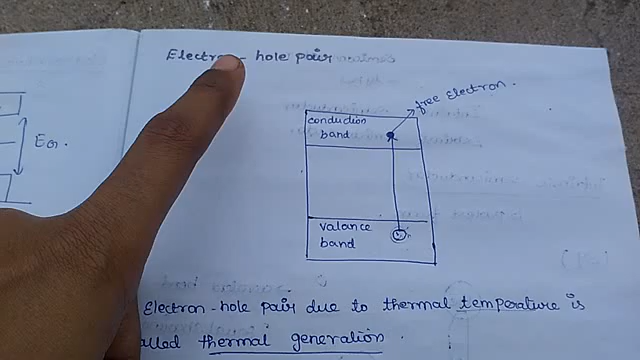 Electron - hole pair
free Electron.
conduction
band
EG.
valance
band
Electron-hole pair due to thermal temperature is
called thermal generation.